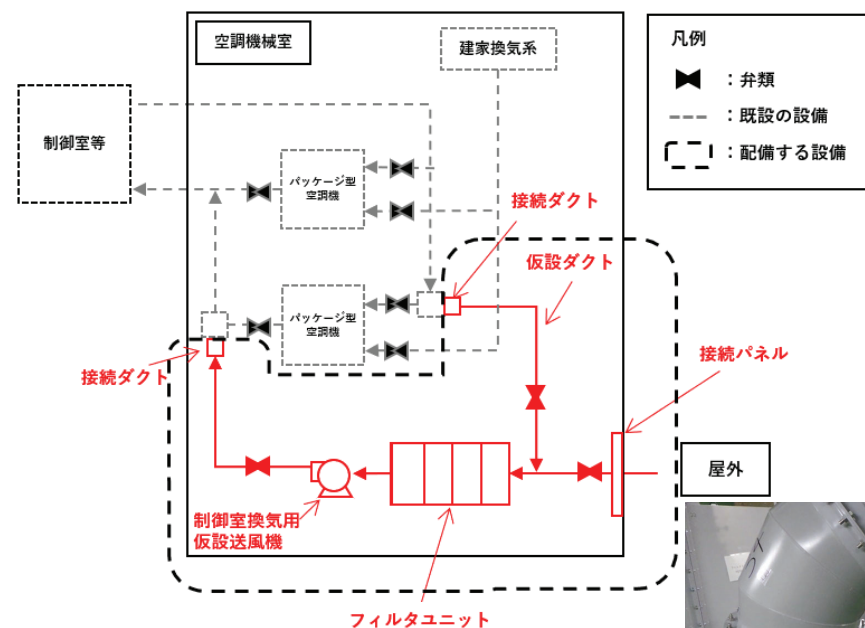 空調機械室
建家換気系
凡例
：弁類
：既設の設備
：配備する設備
制御室等
パッケージ型
空調機
接続ダクト
仮設ダクト
パッケージ型
空調機
接続ダクト
接続パネル
屋外
制御室換気用
仮設送風機
フィルタユニット